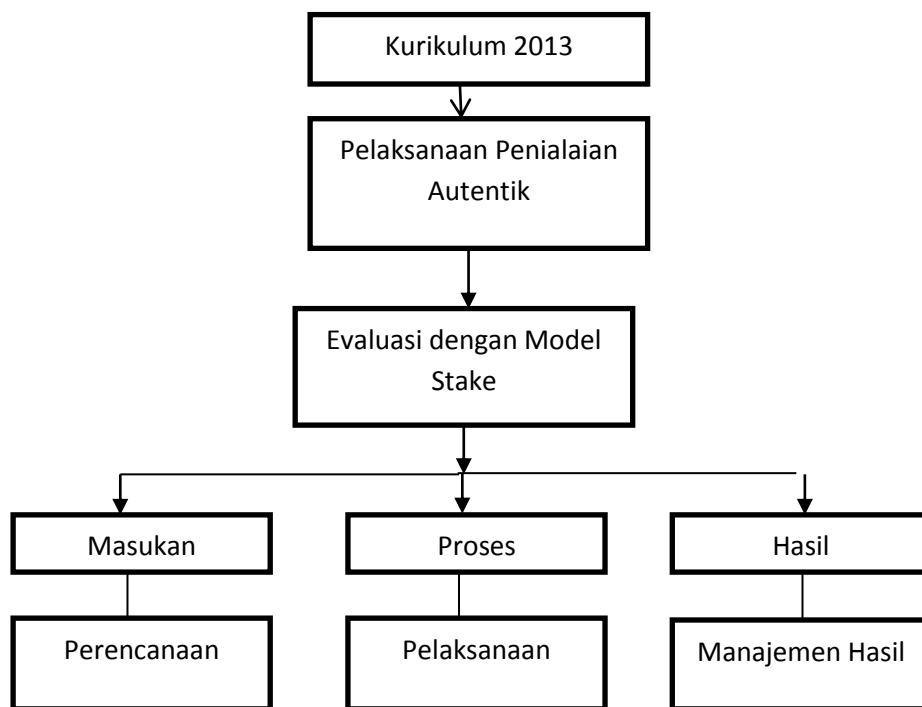 Kurikulum 2013
Pelaksanaan Penialaian
Autentik
Evaluasi dengan Model
Stake
Masukan
Proses
Hasil
Perencanaan
Pelaksanaan
Manajemen Hasil